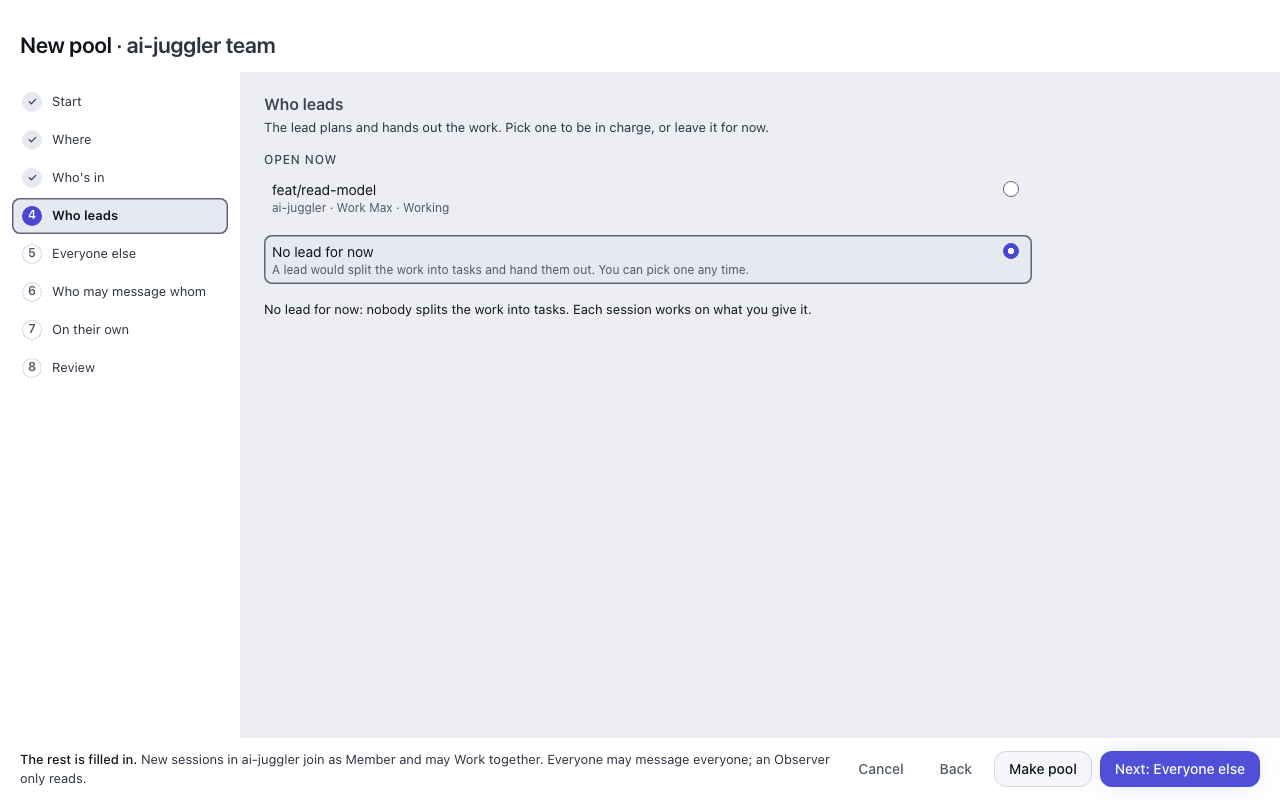 New pool · ai-juggler team
Start
Where
Who's in
4 Who leads
5 Everyone else
6 Who may message whom
7 On their own
8 Review
Who leads
The lead plans and hands out the work. Pick one to be in charge, or leave it for now.
OPEN NOW
feat/read-model
ai-juggler · Work Max · Working
No lead for now
A lead would split the work into tasks and hand them out. You can pick one any time.
No lead for now: nobody splits the work into tasks. Each session works on what you give it.
The rest is filled in. New sessions in ai-juggler join as Member and may Work together. Everyone may message everyone; an Observer
only reads.
Cancel
Back
Make pool
Next: Everyone else